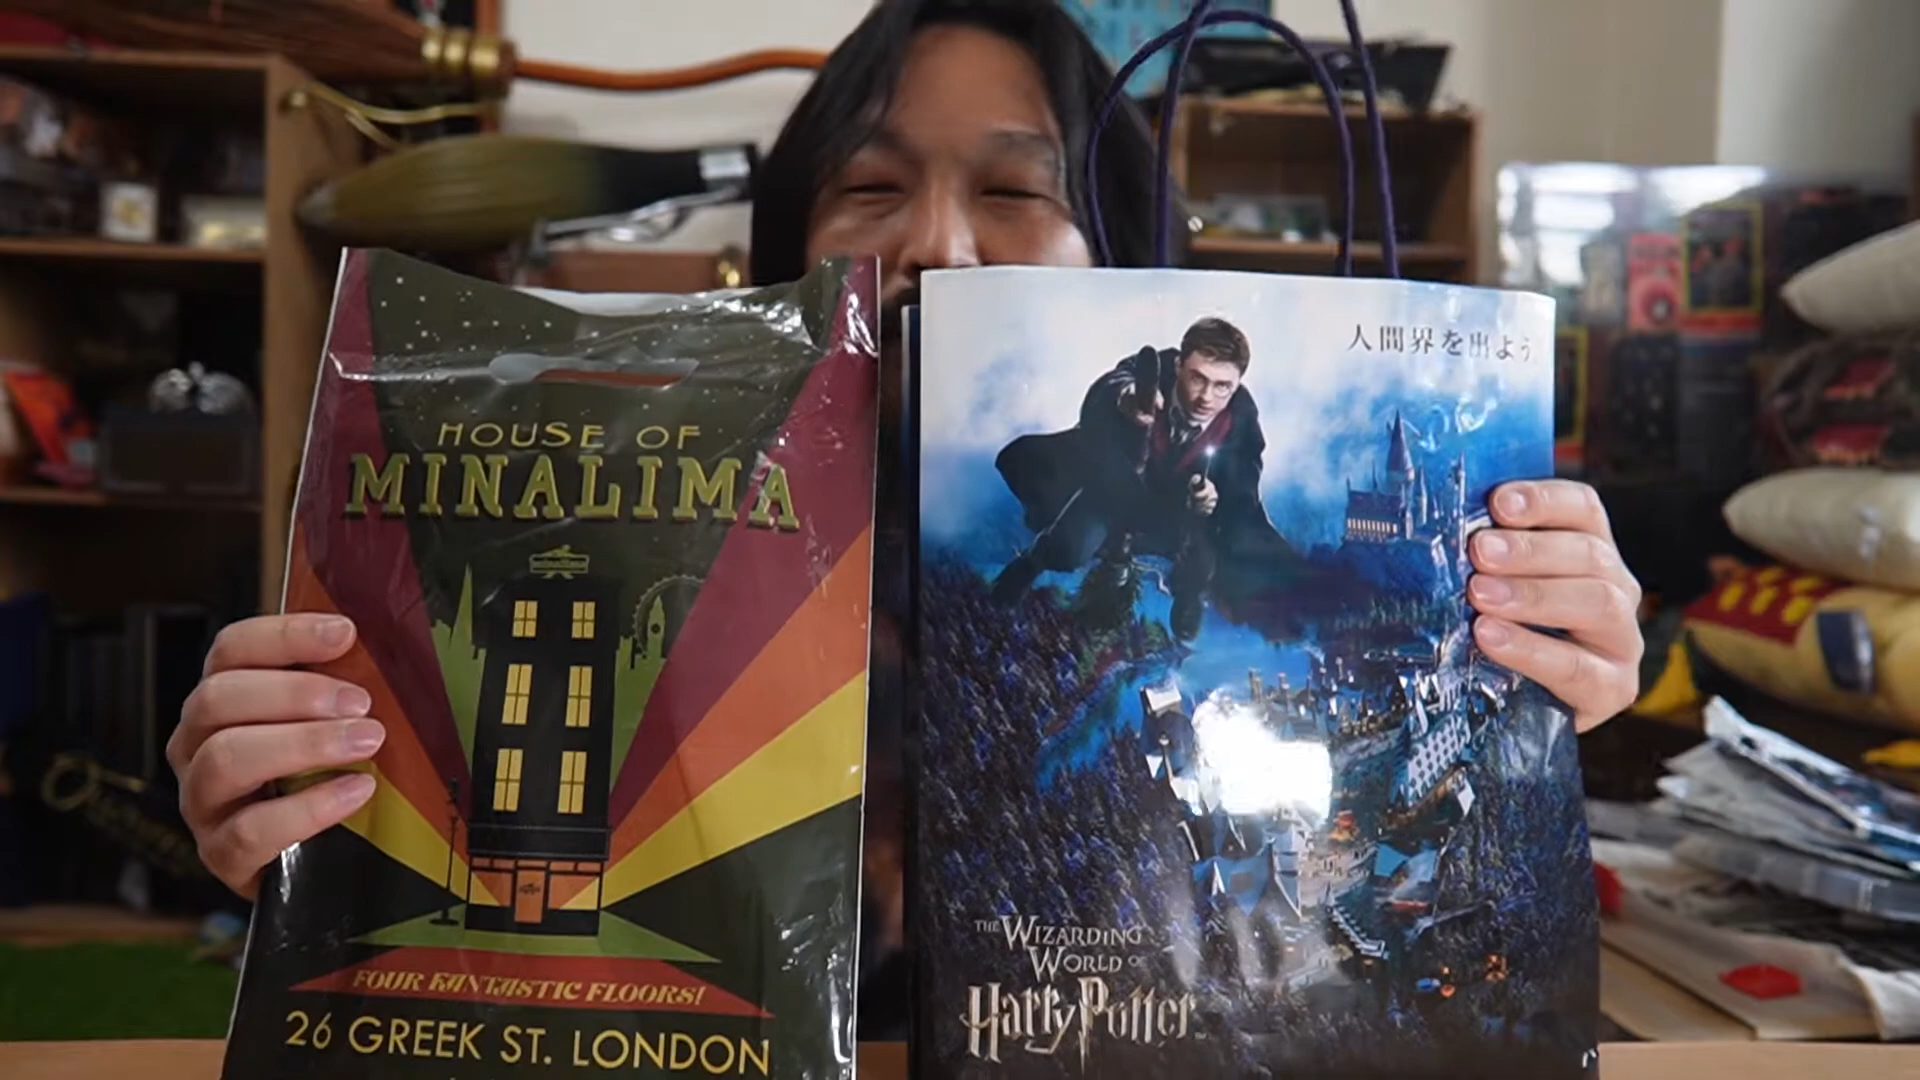 HOUSE OF
MINALIMA
FOUR FANTASTIC FLOORS!
26 GREEK ST. LONDON
人間界を出よう
THE WIZARDING
WORLD OF
Harry Potter